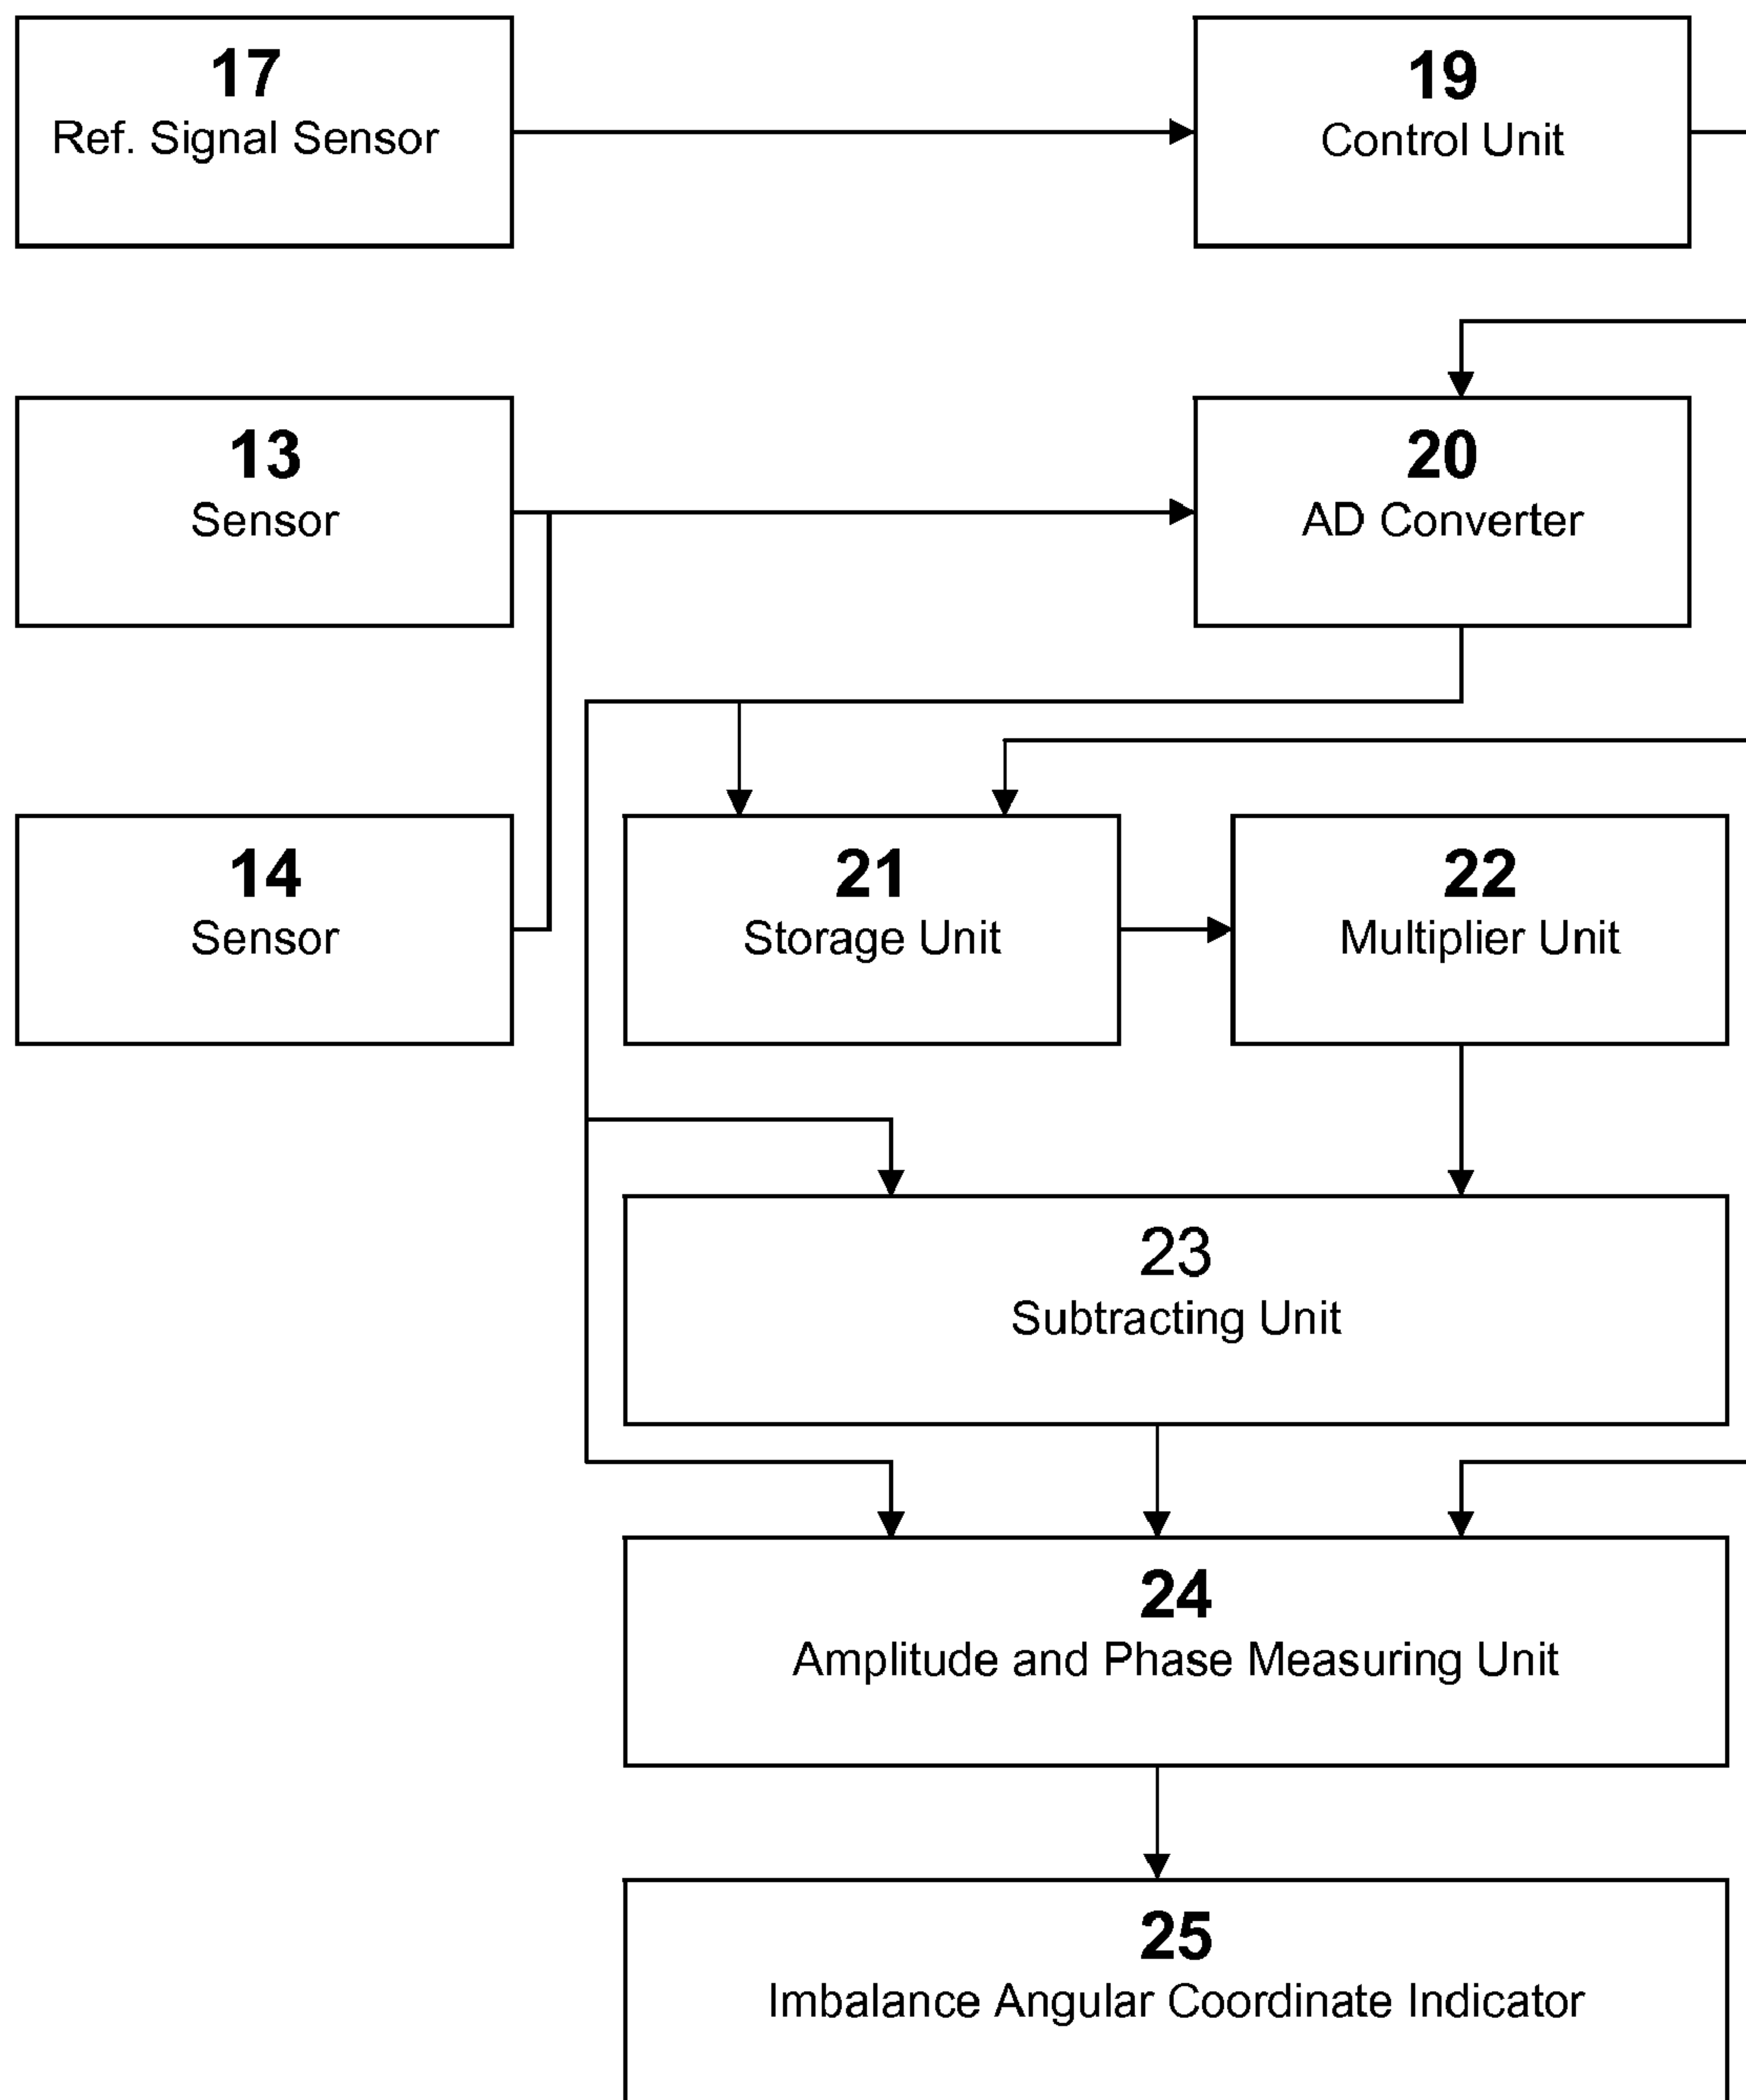 17
Ref. Signal Sensor
19
Control Unit
13
Sensor
20
AD Converter
14
Sensor
21
Storage Unit
22
Multiplier Unit
23
Subtracting Unit
24
Amplitude and Phase Measuring Unit
25
Imbalance Angular Coordinate Indicator